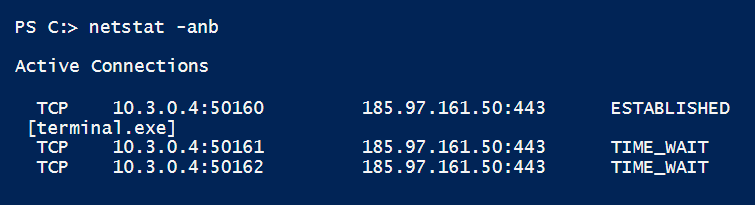 PS C:> netstat -anb
Active Connections
TCP 10.3.0.4:50160 185.97.161.50:443 ESTABLISHED
[terminal.exe]
TCP 10.3.0.4:50161 185.97.161.50:443 TIME_WAIT
TCP 10.3.0.4:50162 185.97.161.50:443 TIME_WAIT